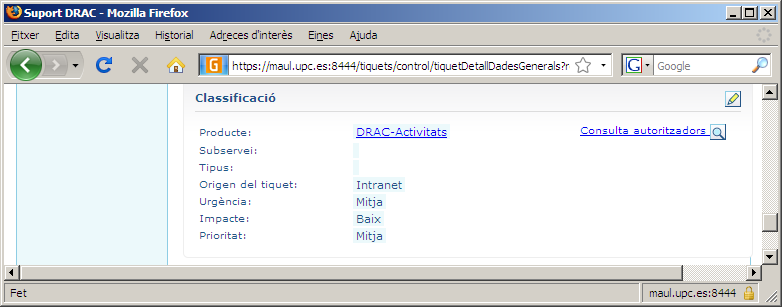 Suport DRAC - Mozilla Firefox
Fitxer Edita Visualitza Historial Adreces d'interès Eines Ajuda
https://maul.upc.es:8444/tiquets/control/tiquetDetallDadesGenerals?r Google
Classificació
Producte: DRAC-Activitats Consulta autoritzadors
Subservei:
Tipus:
Origen del tiquet: Intranet
Urgència: Mitja
Impacte: Baix
Prioritat: Mitja
Fet maul.upc.es:8444